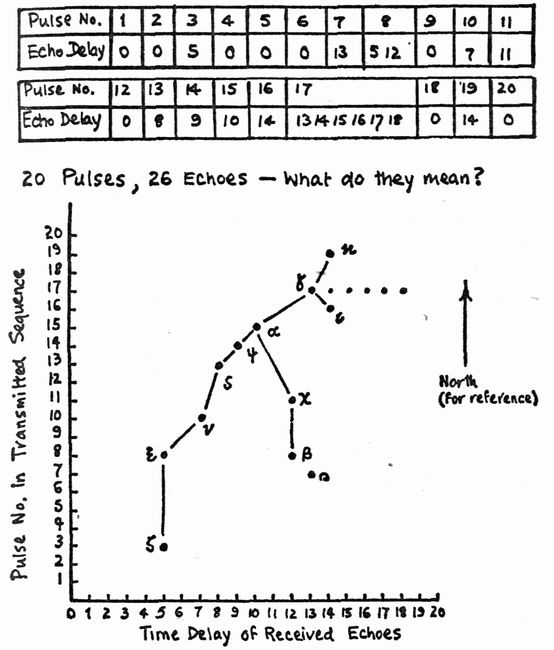 Pulse No. 1 2 3 4 5 6 7 8 9 10 11
Echo Delay 0 0 5 0 0 0 13 5 12 0 7 11
Pulse No. 12 13 14 15 16 17 18 19 20
Echo Delay 0 8 9 10 14 13 14 15 16 17 18 0 14 0
20 Pulses, 26 Echoes — What do they mean?
Pulse No. in Transmitted Sequence
20
19
18
17
16
15
14
13
12
11
10
9
8
7
6
5
4
3
2
1
γ
ε
α
ψ
ν
χ
ξ
β
ζ
North
(for reference)
0 1 2 3 4 5 6 7 8 9 10 11 12 13 14 15 16 17 18 19 20
Time Delay of Received Echoes